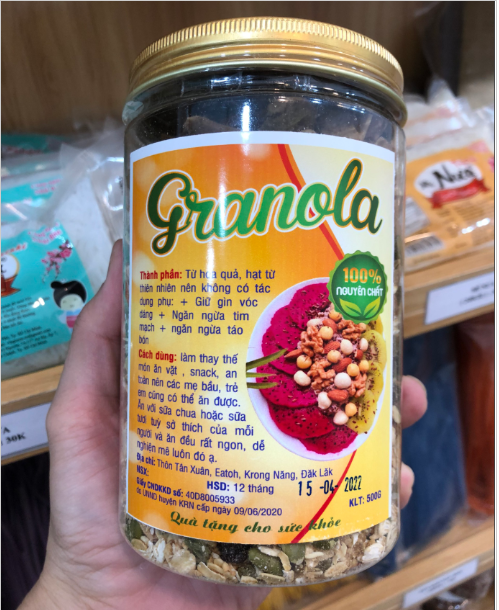 Granola
100%
NGUYÊN CHẤT
Thành phần: Từ hoa quả, hạt từ
thiên nhiên nên không có tác
dụng phụ: + Giữ gìn vóc
dáng + Ngăn ngừa tim
mạch + ngăn ngừa táo
bón
Cách dùng: làm thay thế
món ăn vặt , snack, an
toàn nên các mẹ bầu, trẻ
em cũng có thể ăn được.
Ăn với sữa chua hoặc sữa
tươi tuỳ sở thích của mỗi
người và ăn đều rất ngon, dễ
nghiện mê luôn đó ạ.
Địa chỉ: Thôn Tân Xuân, Eatoh, Krong Năng, Đăk Lăk
NSX: HSD: 12 tháng 15 -04- 2022
Giấy CNDKKD số: 40D8005933
do UNND huyện KRN cấp ngày 09/06/2020
KLT: 500G
Quà tặng cho sức khỏe
Nưa
A
30K